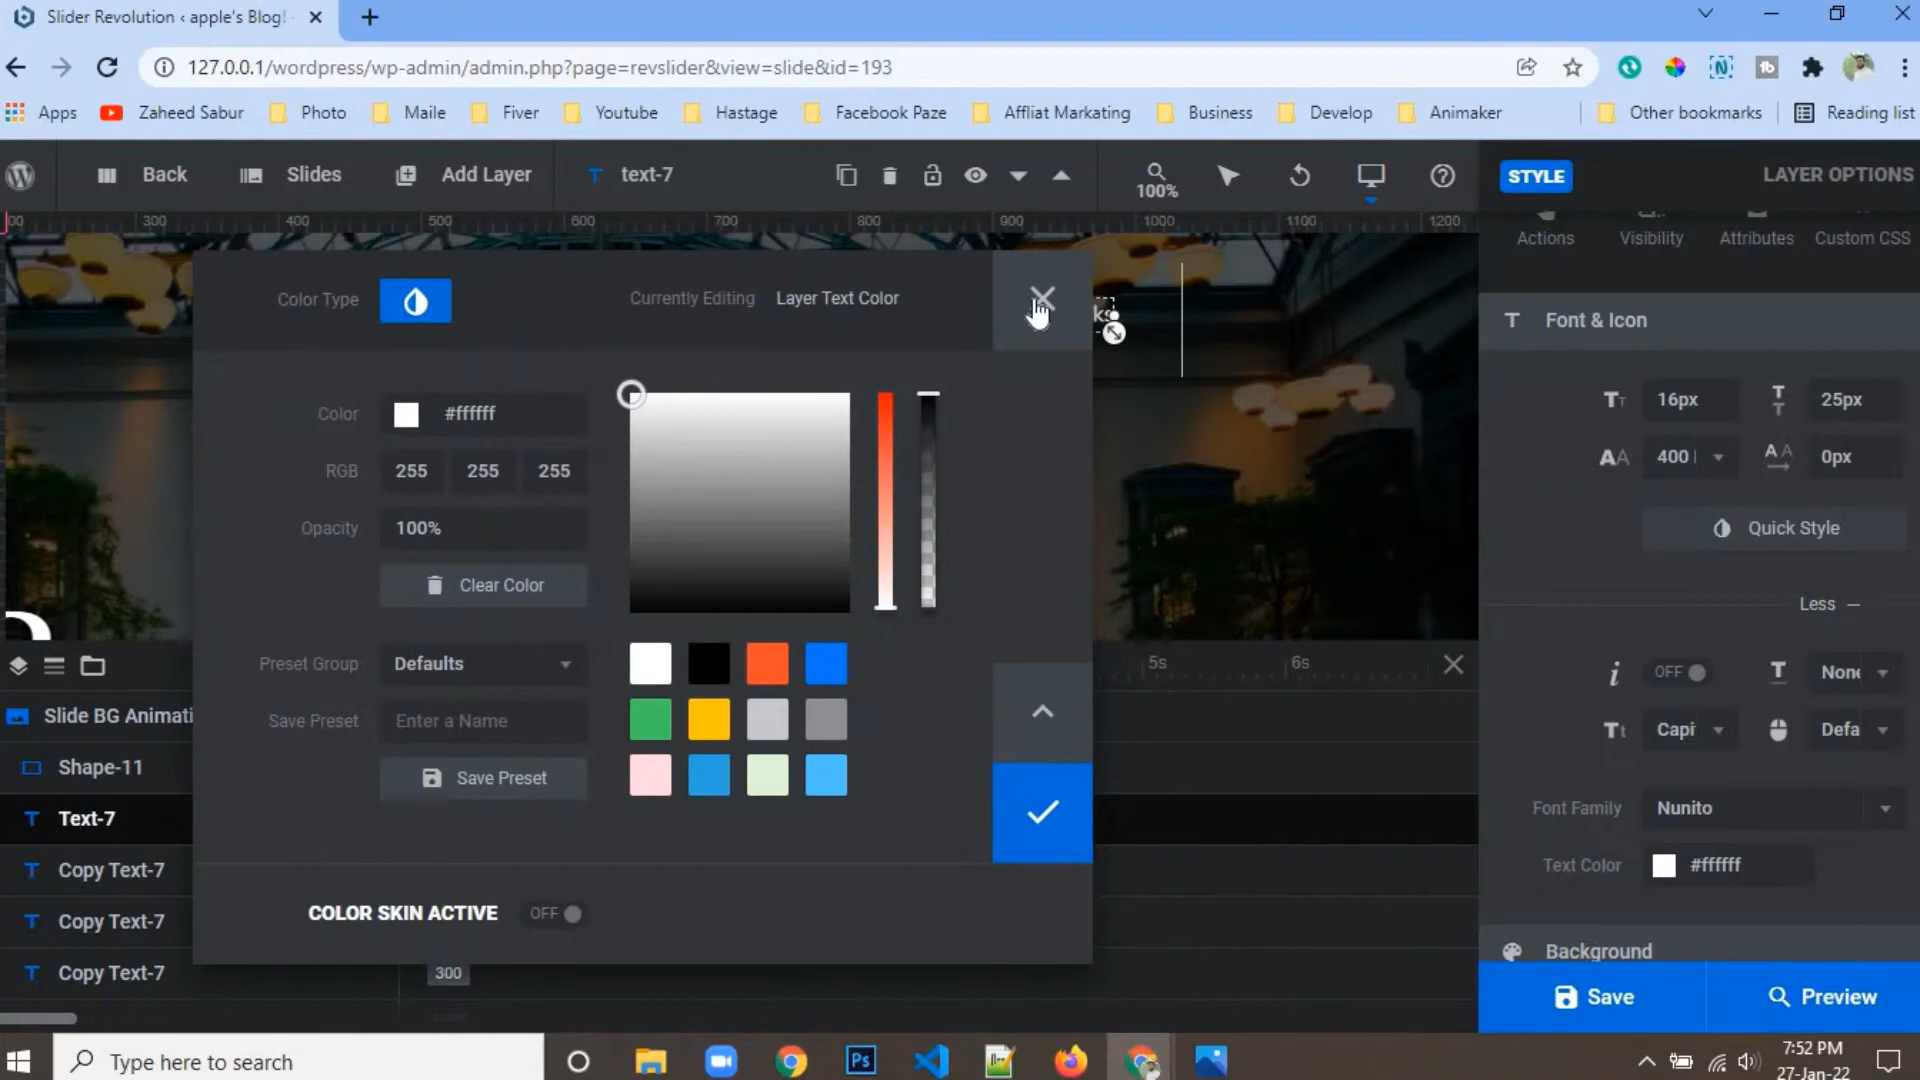 Slider Revolution ‹ apple's Blog!
127.0.0.1/wordpress/wp-admin/admin.php?page=revslider&view=slide&id=193
Apps Zaheed Sabur Photo Maile Fiver Youtube Hastage Facebook Paze Affliat Marketing Business Develop Animaker Other bookmarks Reading list
Back Slides Add Layer text-7 100% STYLE LAYER OPTIONS
300 400 500 600 700 800 900 1000 1100 1200
Actions Visibility Attributes Custom CSS
Color Type Currently Editing Layer Text Color
Font & Icon
16px 25px
Color #ffffff
400 0px
RGB 255 255 255
Opacity 100%
Quick Style
Clear Color
Less
Preset Group Defaults
5s 6s
OFF None
Slide BG Animati
Save Preset Enter a Name
Capi Defa
Shape-11
Save Preset
Text-7
Font Family Nunito
Copy Text-7
Text Color #ffffff
COLOR SKIN ACTIVE OFF
Copy Text-7
Background
Copy Text-7
300
Save Preview
Type here to search
Ps
7:52 PM
27-Jan-22